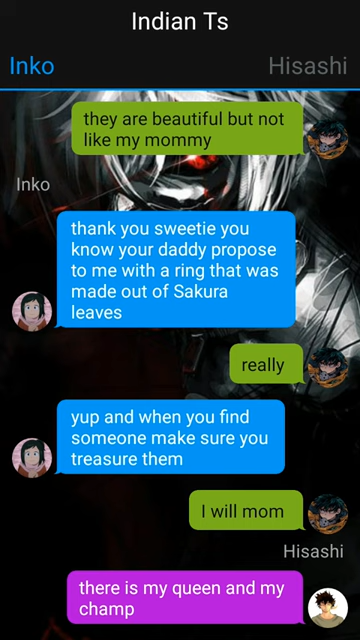 Indian Ts
Inko
Hisashi
they are beautiful but not
like my mommy
Inko
thank you sweetie you
know your daddy propose
to me with a ring that was
made out of Sakura
leaves
really
yup and when you find
someone make sure you
treasure them
I will mom
Hisashi
there is my queen and my
champ